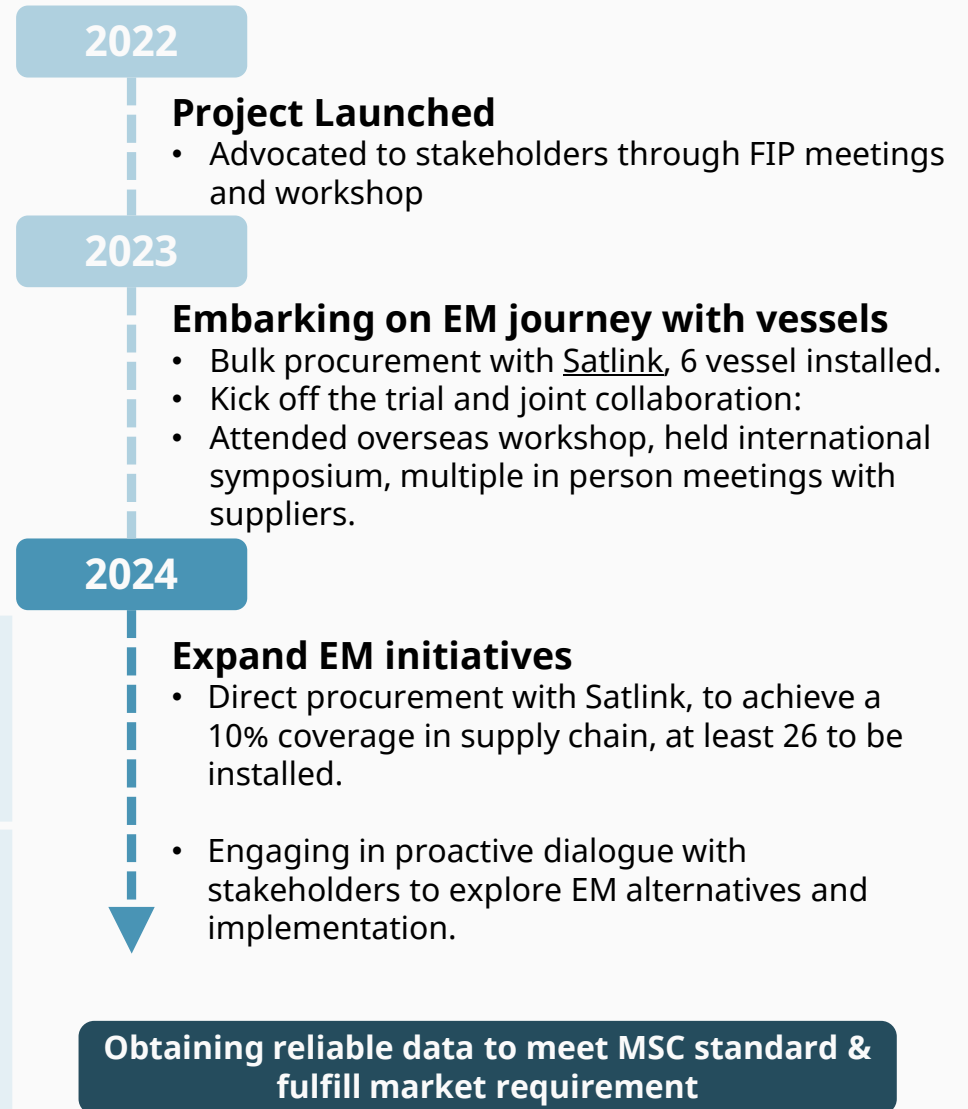 2022
Project Launched
• Advocated to stakeholders through FIP meetings
and workshop
2023
Embarking on EM journey with vessels
• Bulk procurement with Satlink, 6 vessel installed.
• Kick off the trial and joint collaboration:
• Attended overseas workshop, held international
symposium, multiple in person meetings with
suppliers.
2024
Expand EM initiatives
• Direct procurement with Satlink, to achieve a
10% coverage in supply chain, at least 26 to be
installed.
• Engaging in proactive dialogue with
stakeholders to explore EM alternatives and
implementation.
Obtaining reliable data to meet MSC standard &
fulfill market requirement